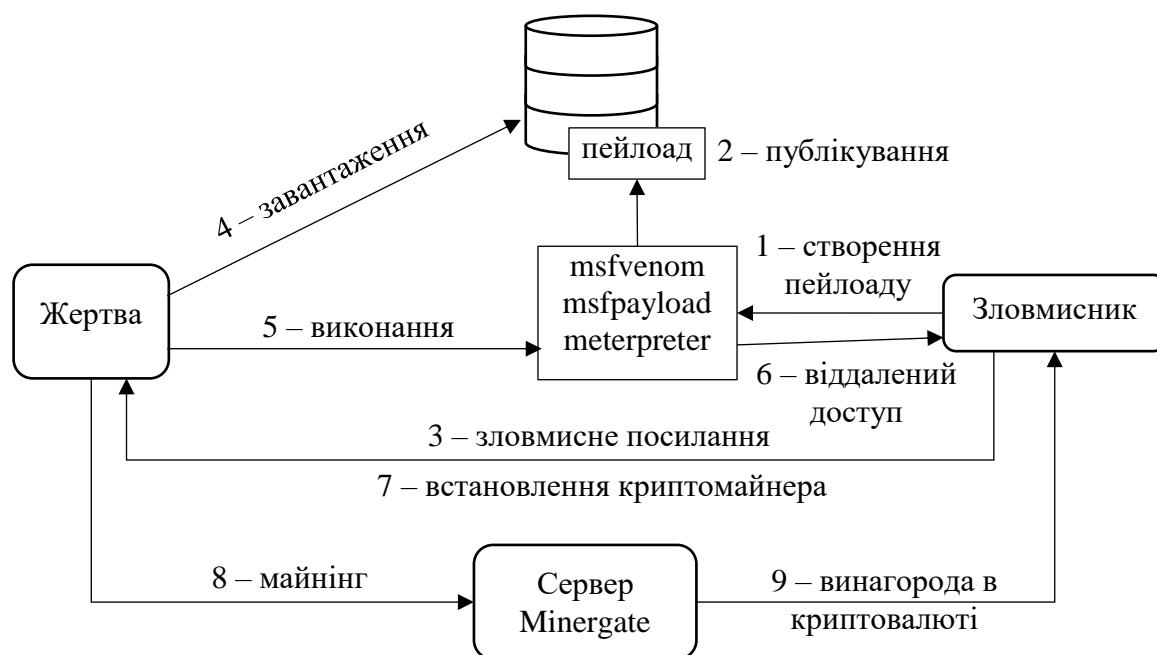 пейлоад
2 – публікування
4 – завантаження
1 – створення
пейлоаду
msfvenom
msfpayload
meterpreter
Жертва
5 – виконання
Зловмисник
6 – віддалений
доступ
3 – зловмисне посилання
7 – встановлення криптомайнера
8 – майнінг
Сервер
Minergate
9 – винагорода в
криптовалюті